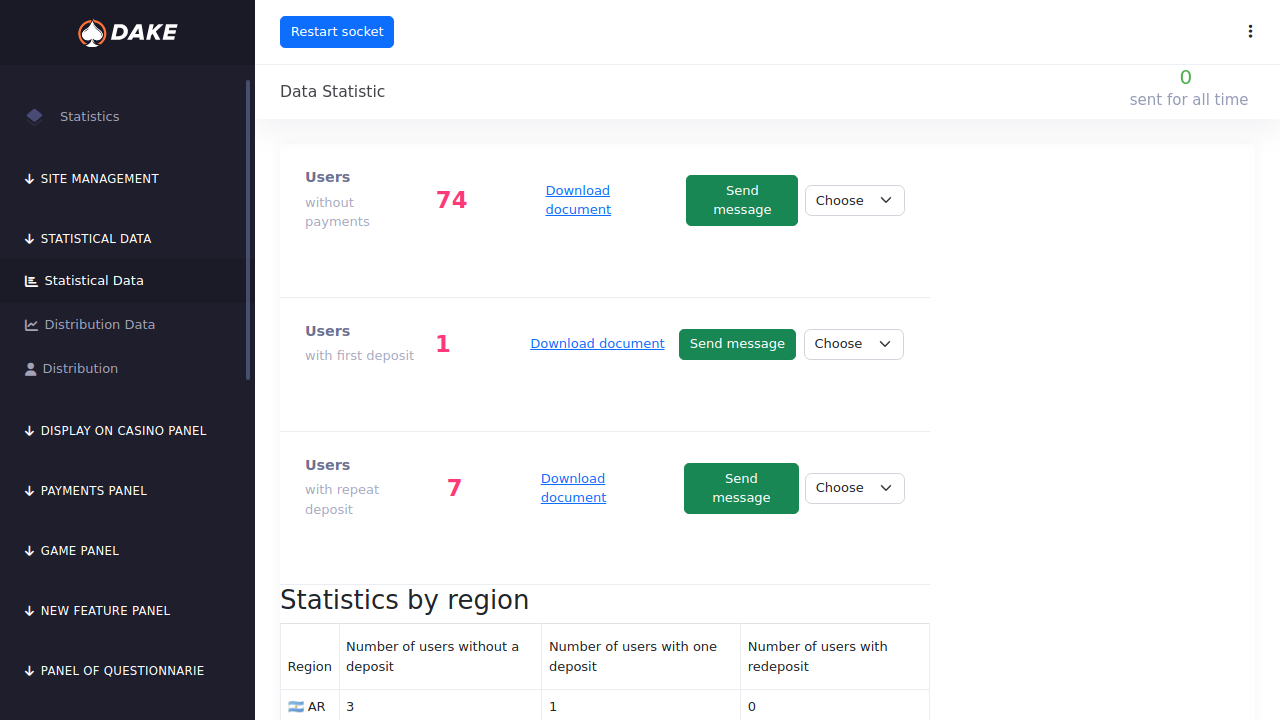 DAKE
Statistics
SITE MANAGEMENT
STATISTICAL DATA
Statistical Data
Distribution Data
Distribution
DISPLAY ON CASINO PANEL
PAYMENTS PANEL
GAME PANEL
NEW FEATURE PANEL
PANEL OF QUESTIONNARIE
Restart socket
Data Statistic
0
sent for all time
Users
without
payments
74
Download
document
Send
message
Choose
Users
with first deposit
1
Download document
Send message
Choose
Users
with repeat
deposit
7
Download
document
Send
message
Choose
Statistics by region
Region
Number of users without a
deposit
Number of users with one
deposit
Number of users with
redeposit
AR
3
1
0